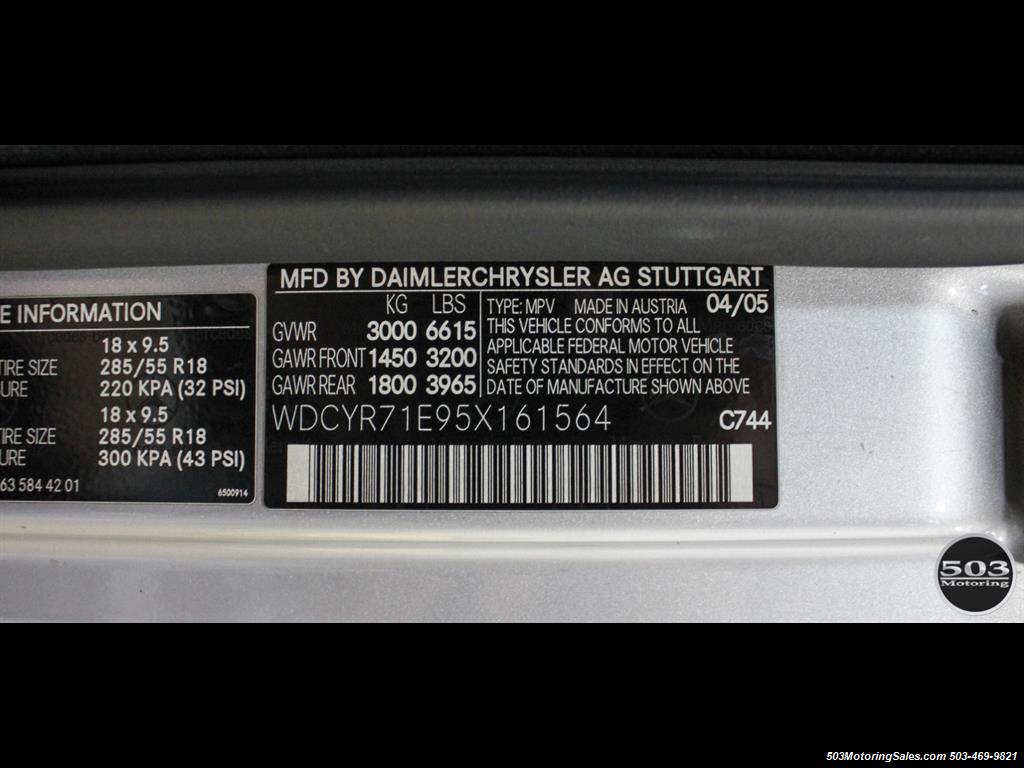 E INFORMATION
18 x 9.5
TIRE SIZE 285/55 R18
URE 220 KPA (32 PSI)
18 x 9.5
TIRE SIZE 285/55 R18
URE 300 KPA (43 PSI)
63 584 42 01
6500914
MFD BY DAIMLERCHRYSLER AG STUTTGART
KG LBS
GVWR 3000 6615
GAWR FRONT 1450 3200
GAWR REAR 1800 3965
TYPE: MPV MADE IN AUSTRIA 04/05
THIS VEHICLE CONFORMS TO ALL
APPLICABLE FEDERAL MOTOR VEHICLE
SAFETY STANDARDS IN EFFECT ON THE
DATE OF MANUFACTURE SHOWN ABOVE
WDCYR71E95X161564 C744
503
Motoring
503MotoringSales.com 503-469-9821